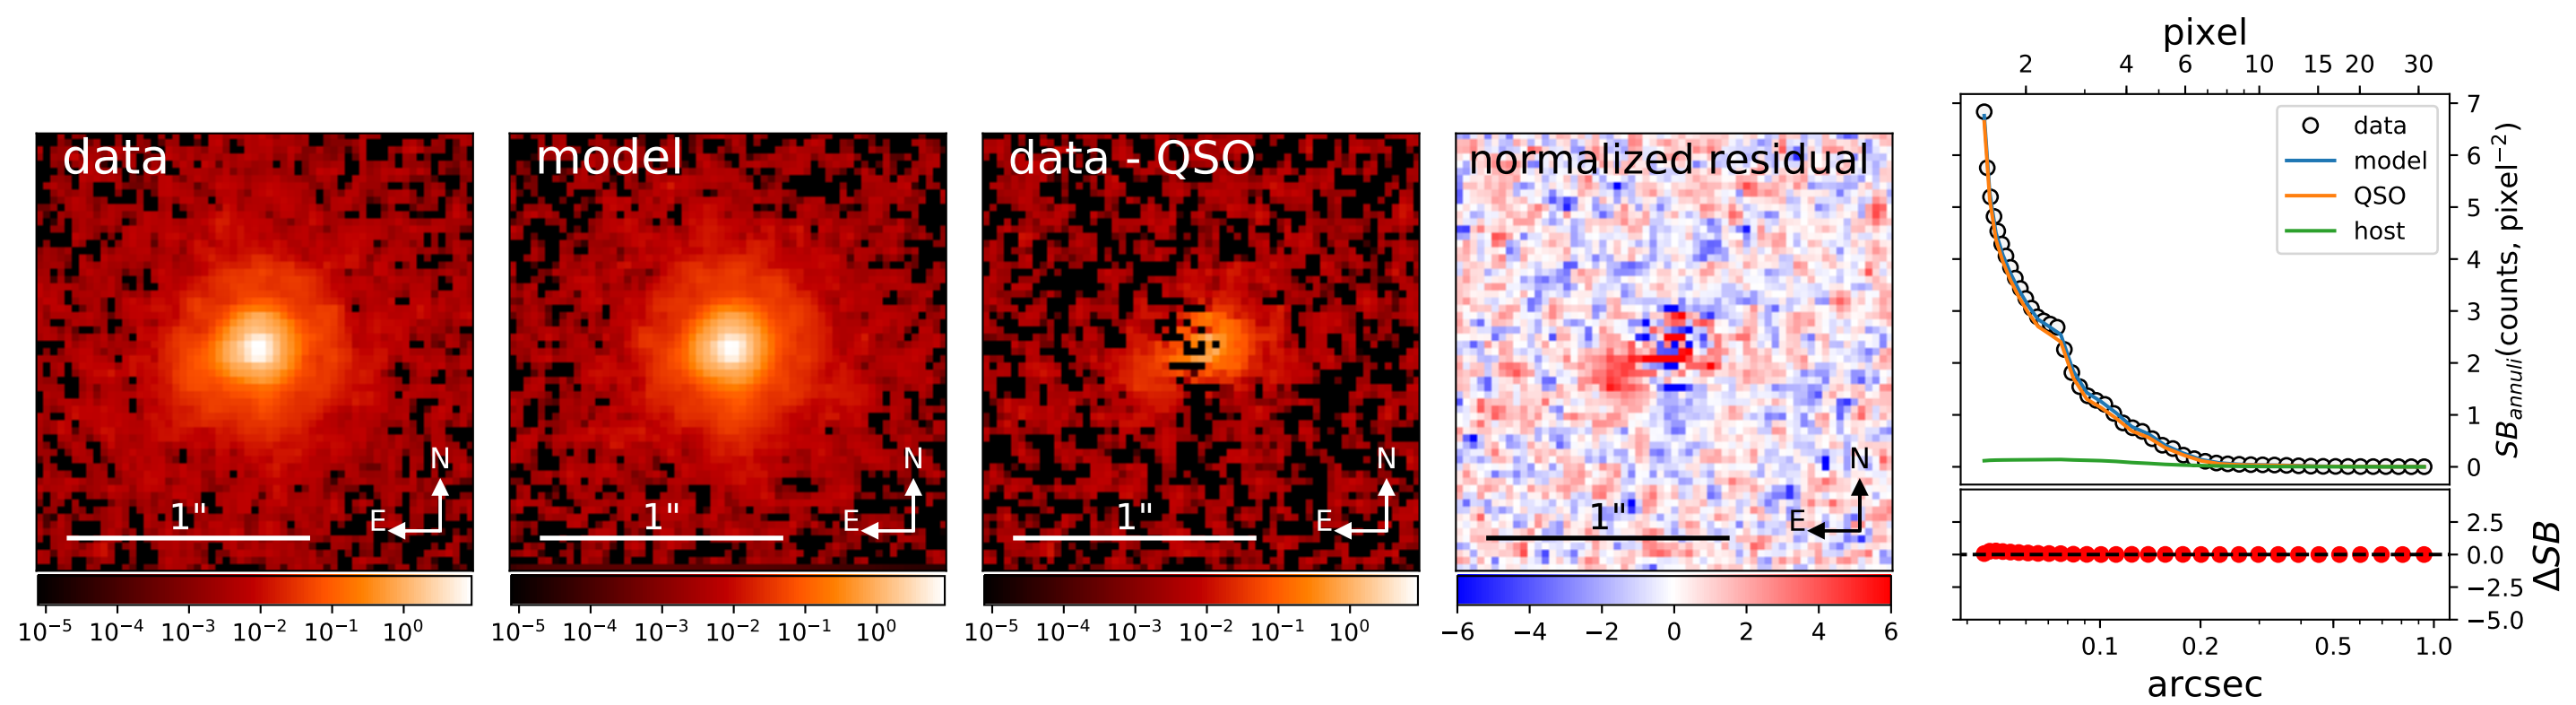 data
1"
N
E
10⁻⁵ 10⁻⁴ 10⁻³ 10⁻² 10⁻¹ 10⁰
model
1"
N
E
10⁻⁵ 10⁻⁴ 10⁻³ 10⁻² 10⁻¹ 10⁰
data - QSO
1"
N
E
10⁻⁵ 10⁻⁴ 10⁻³ 10⁻² 10⁻¹ 10⁰
normalized residual
1"
N
E
−6 −4 −2 0 2 4 6
pixel
2 4 6 10 15 20 30
data
model
QSO
host
7
6
5
4
3
2
1
0
SB_annuli(counts, pixel⁻²)
2.5
0.0
−2.5
−5.0
ΔSB
0.1 0.2 0.5 1.0
arcsec